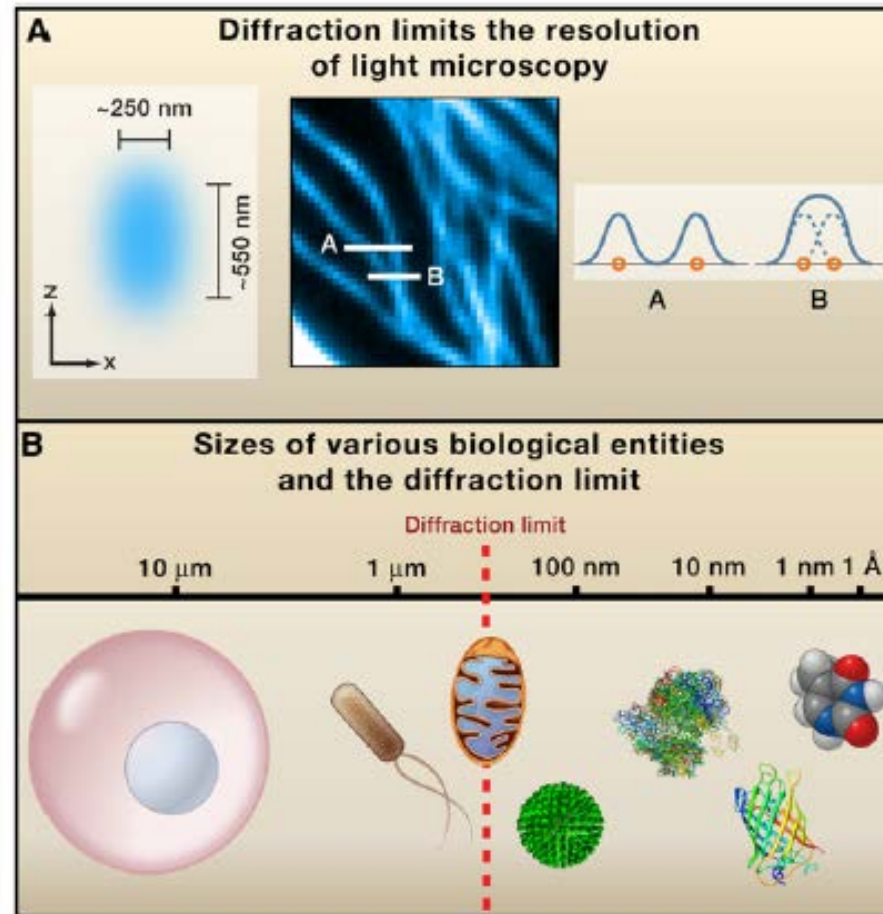 A
Diffraction limits the resolution
of light microscopy
~250 nm
~550 nm
z
x
A
B
A
B
B
Sizes of various biological entities
and the diffraction limit
Diffraction limit
10 μm
1 μm
100 nm
10 nm
1 nm
1 Å